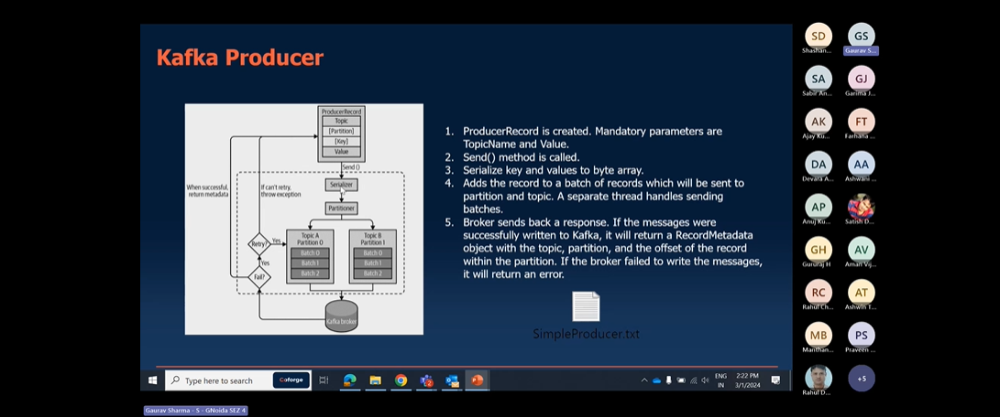 Kafka Producer
ProducerRecord
Topic
[Partition]
[Key]
Value
Send ()
Serializer
Partitioner
When successful,
return metadata
If can't retry,
throw exception
Retry?
Yes
Yes
Fail?
Topic A
Partition 0
Batch 0
Batch 1
Batch 2
Topic B
Partition 1
Batch 0
Batch 1
Batch 2
Kafka broker
1. ProducerRecord is created. Mandatory parameters are
TopicName and Value.
2. Send() method is called.
3. Serialize key and values to byte array.
4. Adds the record to a batch of records which will be sent to
partition and topic. A separate thread handles sending
batches.
5. Broker sends back a response. If the messages were
successfully written to Kafka, it will return a RecordMetadata
object with the topic, partition, and the offset of the record
within the partition. If the broker failed to write the messages,
it will return an error.
SimpleProducer.txt
Type here to search
Coforge
ENG
IN
2:22 PM
3/1/2024
Gaurav Sharma - S - GNoida SEZ 4
SD
Shashan...
GS
Gaurav S...
SA
Sabir An...
GJ
Garima J...
AK
Ajay Ku...
FT
Farhana ...
DA
Devara A...
AA
Ashwani ...
AP
Anuj Ku...
Satish D...
GH
Gururaj H
AV
Aman Vij...
RC
Rahul Ch...
AT
Ashwin T...
MB
Manthan...
PS
Praveen ...
Rahul D...
+5